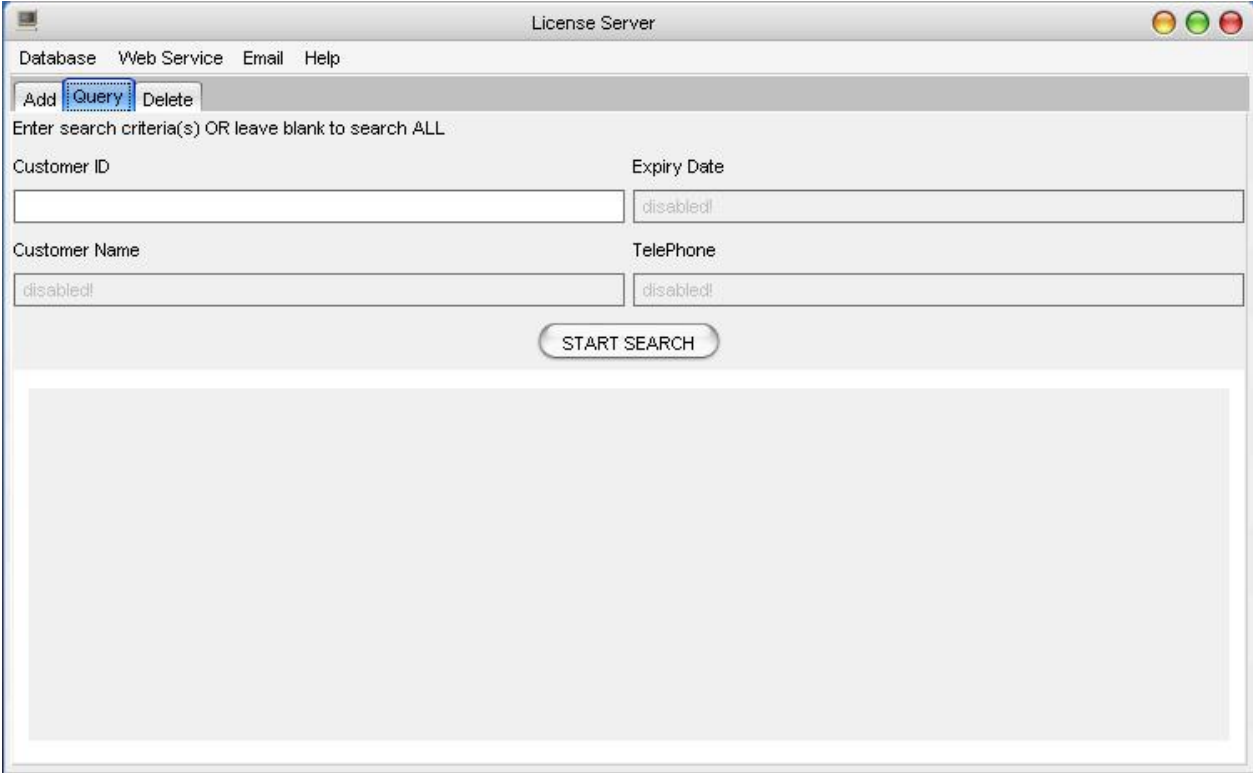 License Server
Database Web Service Email Help
Add Query Delete
Enter search criteria(s) OR leave blank to search ALL
Customer ID Expiry Date
disabled!
Customer Name TelePhone
disabled! disabled!
START SEARCH